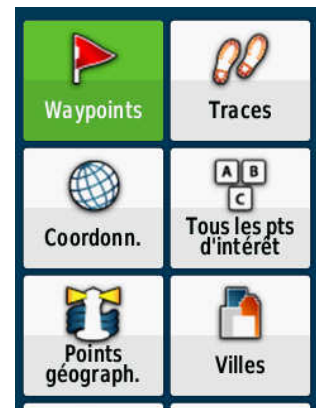 Waypoints
Traces
Coordonn.
A B
C
Tous les pts
d'intérêt
Points
géograph.
Villes